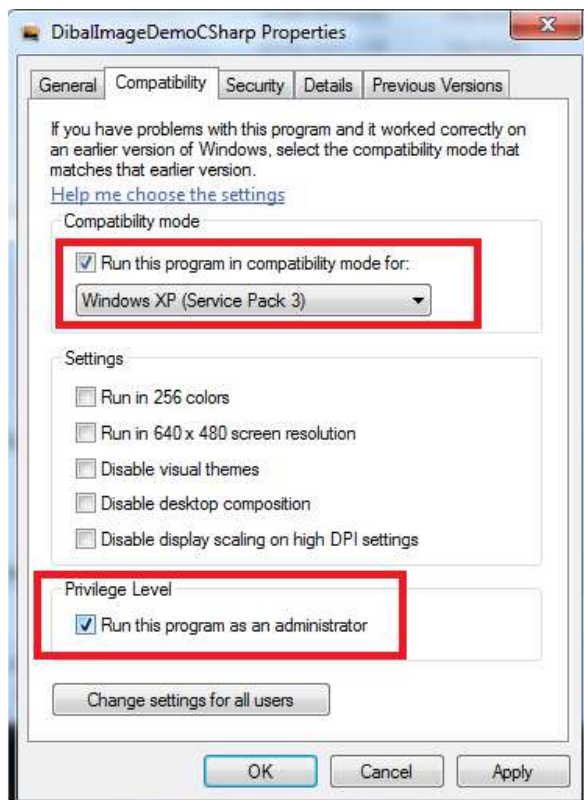 DibalImageDemoCSharp Properties
General Compatibility Security Details Previous Versions
If you have problems with this program and it worked correctly on
an earlier version of Windows, select the compatibility mode that
matches that earlier version.
Help me choose the settings
Compatibility mode
Run this program in compatibility mode for:
Windows XP (Service Pack 3)
Settings
Run in 256 colors
Run in 640 x 480 screen resolution
Disable visual themes
Disable desktop composition
Disable display scaling on high DPI settings
Privilege Level
Run this program as an administrator
Change settings for all users
OK Cancel Apply